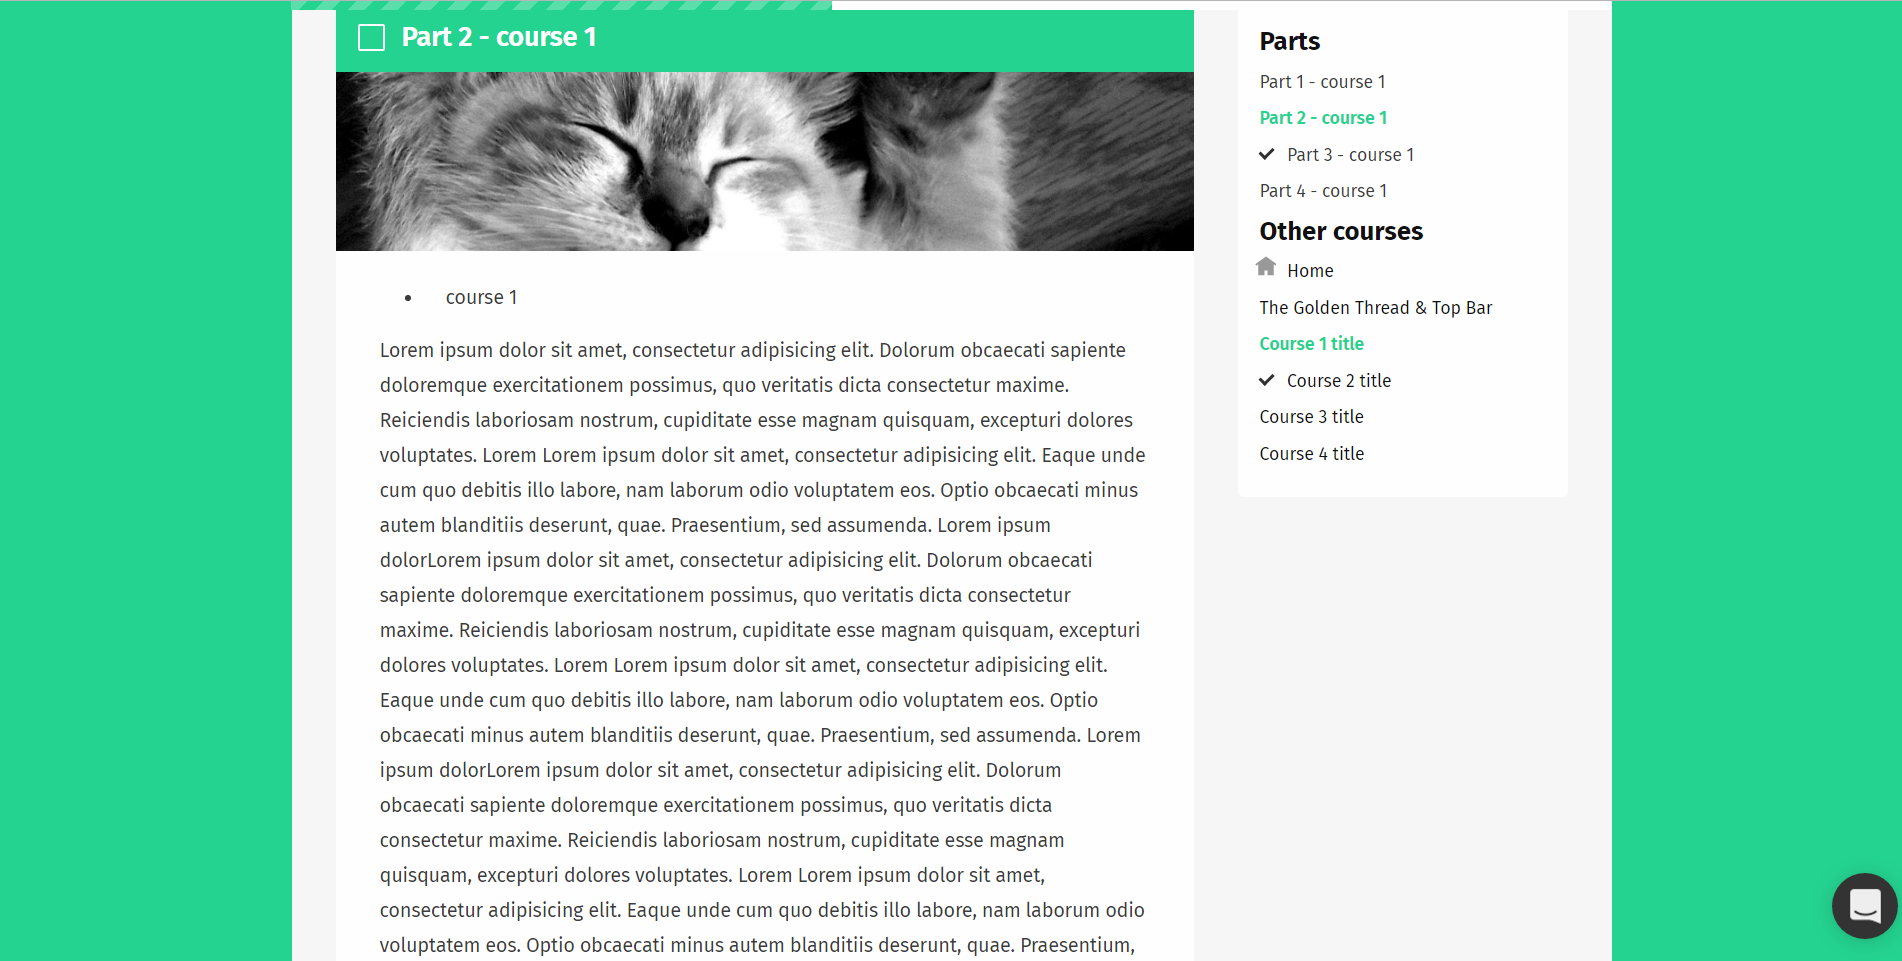 Part 2 - course 1
course 1
Lorem ipsum dolor sit amet, consectetur adipisicing elit. Dolorum obcaecati sapiente
doloremque exercitationem possimus, quo veritatis dicta consectetur maxime.
Reiciendis laboriosam nostrum, cupiditate esse magnam quisquam, excepturi dolores
voluptates. Lorem Lorem ipsum dolor sit amet, consectetur adipisicing elit. Eaque unde
cum quo debitis illo labore, nam laborum odio voluptatem eos. Optio obcaecati minus
autem blanditiis deserunt, quae. Praesentium, sed assumenda. Lorem ipsum
dolorLorem ipsum dolor sit amet, consectetur adipisicing elit. Dolorum obcaecati
sapiente doloremque exercitationem possimus, quo veritatis dicta consectetur
maxime. Reiciendis laboriosam nostrum, cupiditate esse magnam quisquam, excepturi
dolores voluptates. Lorem Lorem ipsum dolor sit amet, consectetur adipisicing elit.
Eaque unde cum quo debitis illo labore, nam laborum odio voluptatem eos. Optio
obcaecati minus autem blanditiis deserunt, quae. Praesentium, sed assumenda. Lorem
ipsum dolorLorem ipsum dolor sit amet, consectetur adipisicing elit. Dolorum
obcaecati sapiente doloremque exercitationem possimus, quo veritatis dicta
consectetur maxime. Reiciendis laboriosam nostrum, cupiditate esse magnam
quisquam, excepturi dolores voluptates. Lorem Lorem ipsum dolor sit amet,
consectetur adipisicing elit. Eaque unde cum quo debitis illo labore, nam laborum odio
voluptatem eos. Optio obcaecati minus autem blanditiis deserunt, quae. Praesentium,
Parts
Part 1 - course 1
Part 2 - course 1
Part 3 - course 1
Part 4 - course 1
Other courses
Home
The Golden Thread & Top Bar
Course 1 title
Course 2 title
Course 3 title
Course 4 title